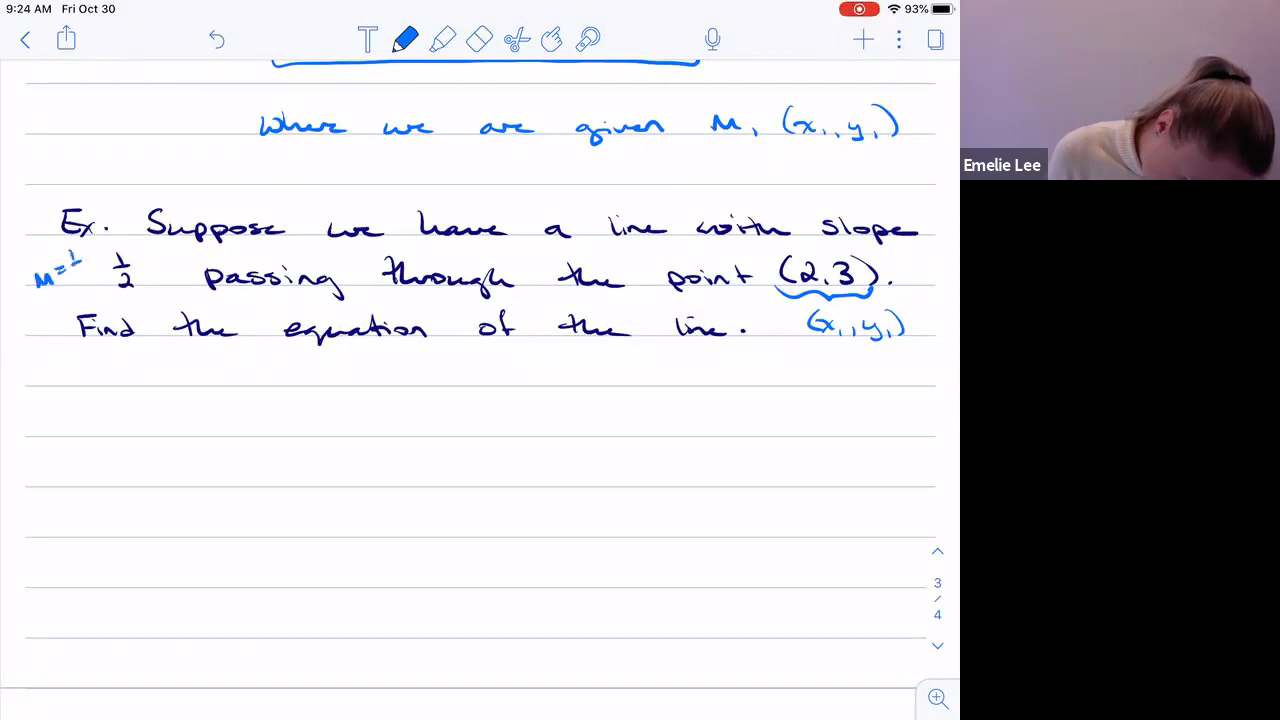 9:24 AM Fri Oct 30
93%
where we are given m, (x₁, y₁)
Ex. Suppose we have a line with slope
m=1 1/2 passing through the point (2,3).
Find the equation of the line. (x₁, y₁)
Emelie Lee
3
/
4